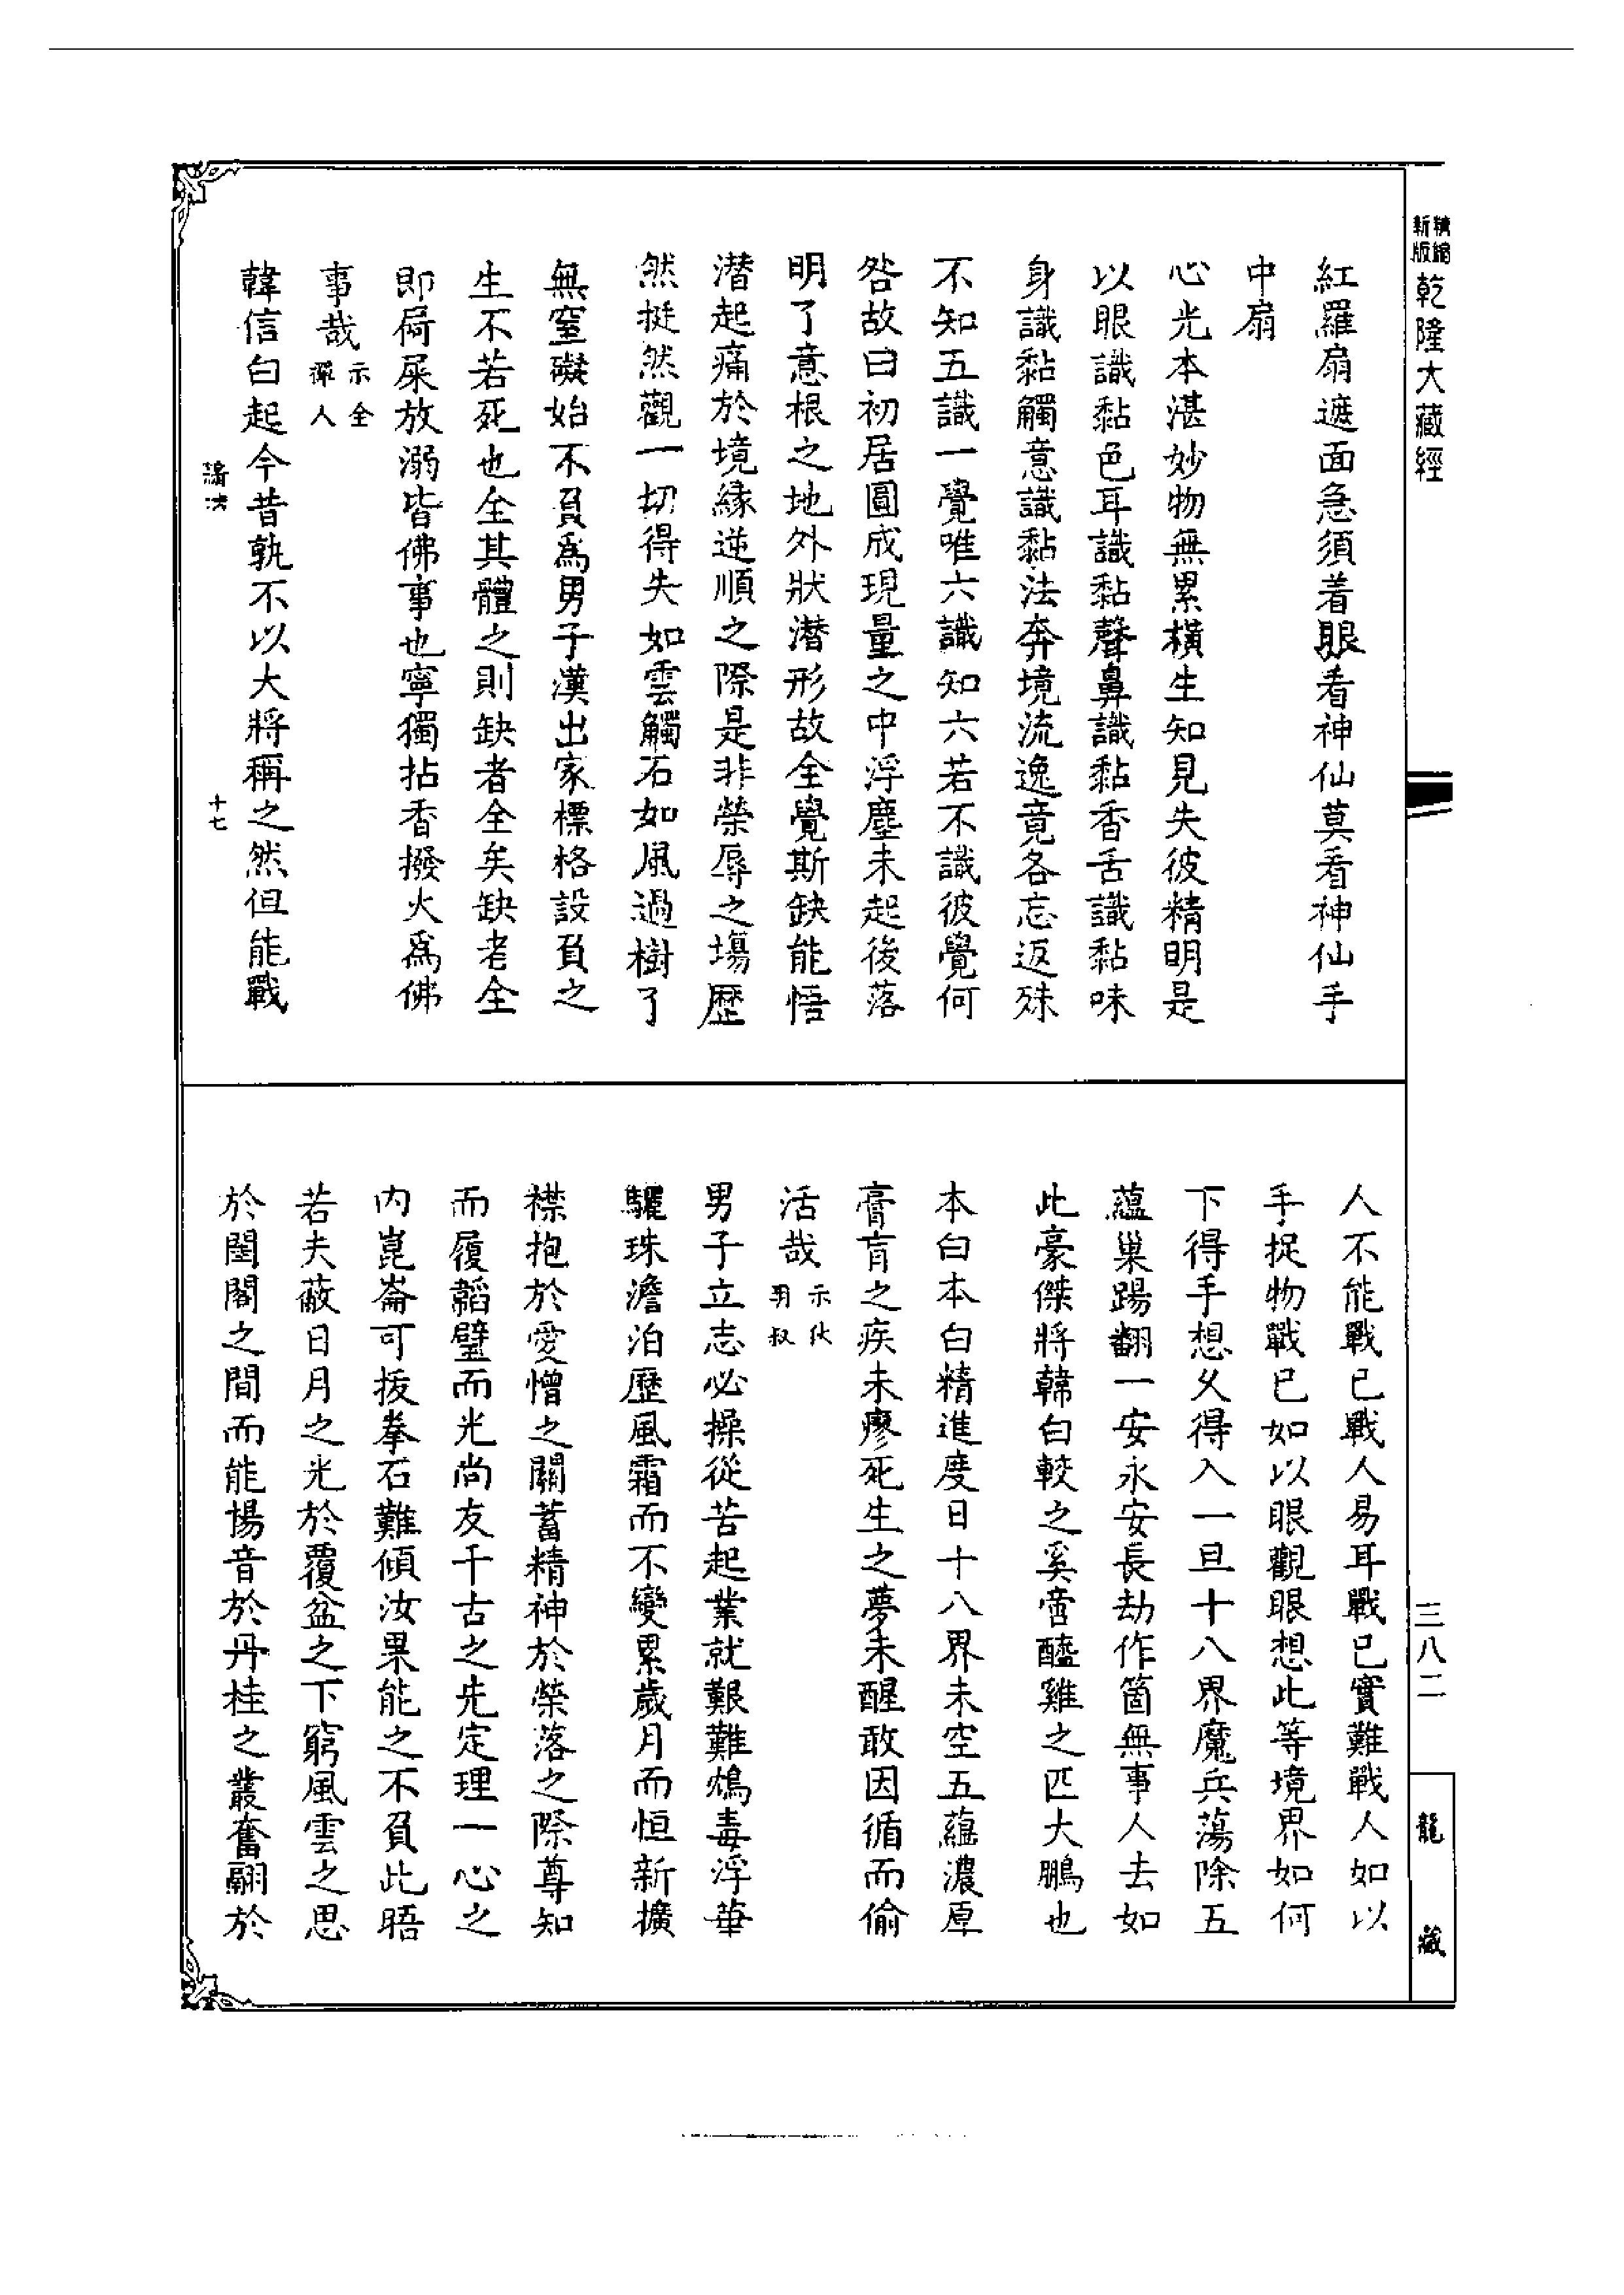 新版精縮
乾隆大藏經
紅羅扇遮面急須着眼看神仙莫看神仙手
中扇
心光本湛妙物無累橫生知見失彼精明是
以眼識黏色耳識黏聲鼻識黏香舌識黏味
身識黏觸意識黏法奔境流逸竟各忘返殊
不知五識一覺唯六識知六若不識彼覺何
咎故曰初居圓成現量之中浮塵未起後落
明了意根之地外狀潜形故全覺斯缺能悟
潜起痛於境緣逆順之際是非榮辱之塲歷
然挺然觀一切得失如雲觸石如風過樹了
無窒礙始不負爲男子漢出家標格設負之
生不若死也全其體之則缺者全矣缺老全
即屙屎放溺皆佛事也寧獨拈香撥火爲佛
事哉示全禪人
韓信白起今昔孰不以大將稱之然但能戰
十七
人不能戰已戰人易耳戰已實難戰人如以
手捉物戰已如以眼觀眼想此等境界如何
下得手想乆得入一旦十八界魔兵蕩除五
蘊巢踢翻一安永安長劫作箇無事人去如
此豪傑將韓白較之奚啻醯雞之匹大鵬也
本白本白精進度日十八界未空五蘊濃厚
膏肓之疾未瘳死生之夢未醒敢因循而偷
活哉
男子立志必操從苦起業就艱難鴆毒浮華
驪珠澹泊歷風霜而不變累歲月而恒新擴
襟抱於愛憎之關蓄精神於榮落之際尊知
而履韜璧而光尚友千古之先定理一心之
内崑崙可拔拳石難傾汝果能之不負此晤
若夫蔽日月之光於覆盆之下窮風雲之思
於閨閣之間而能揚音於丹桂之叢奮翮於
三八二
龍藏